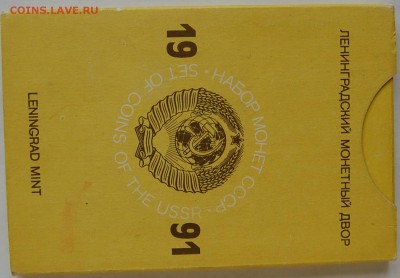 COINS.LAVE.RU
ЛЕНИНГРАДСКИЙ МОНЕТНЫЙ ДВОР
19
91
· НАБОР МОНЕТ СССР ·
SET OF COINS OF THE USSR
LENINGRAD MINT